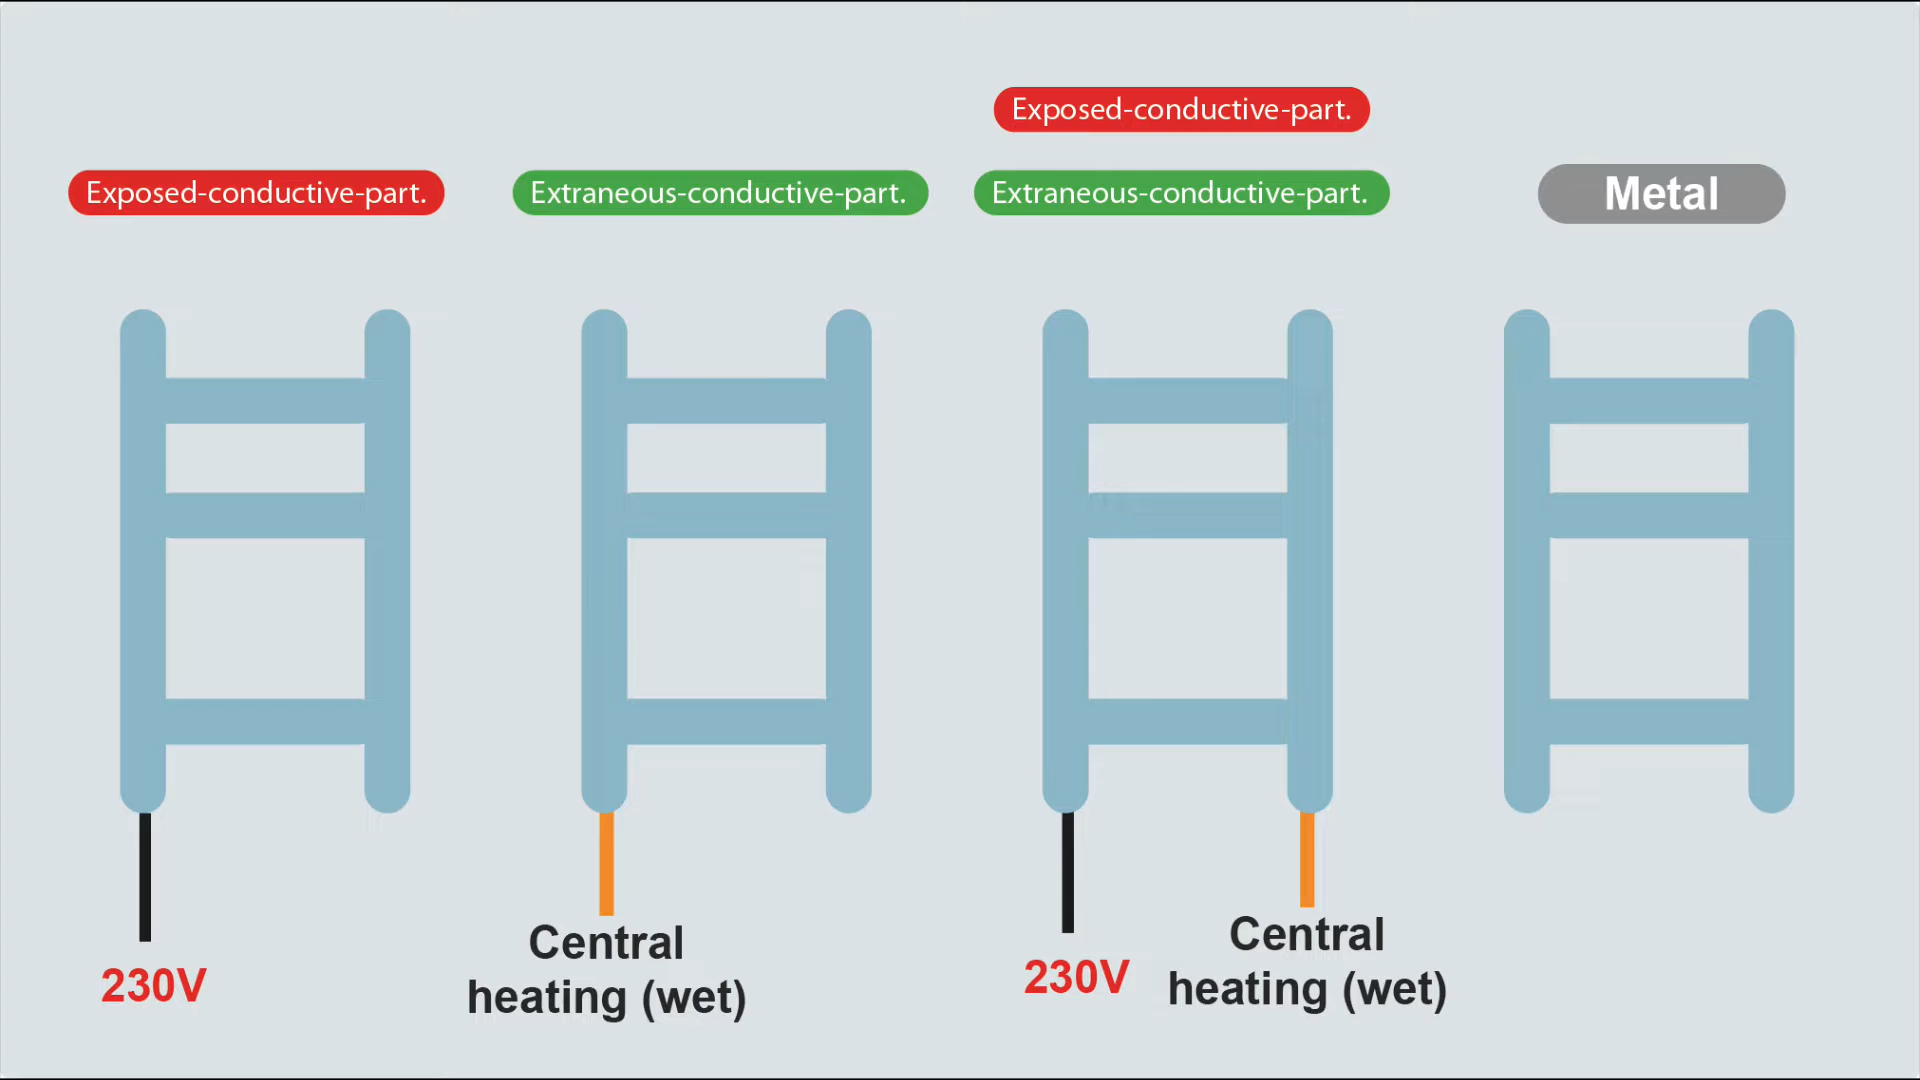 Exposed-conductive-part.
Exposed-conductive-part.
Extraneous-conductive-part.
Extraneous-conductive-part.
Metal
230V
Central
heating (wet)
230V
Central
heating (wet)